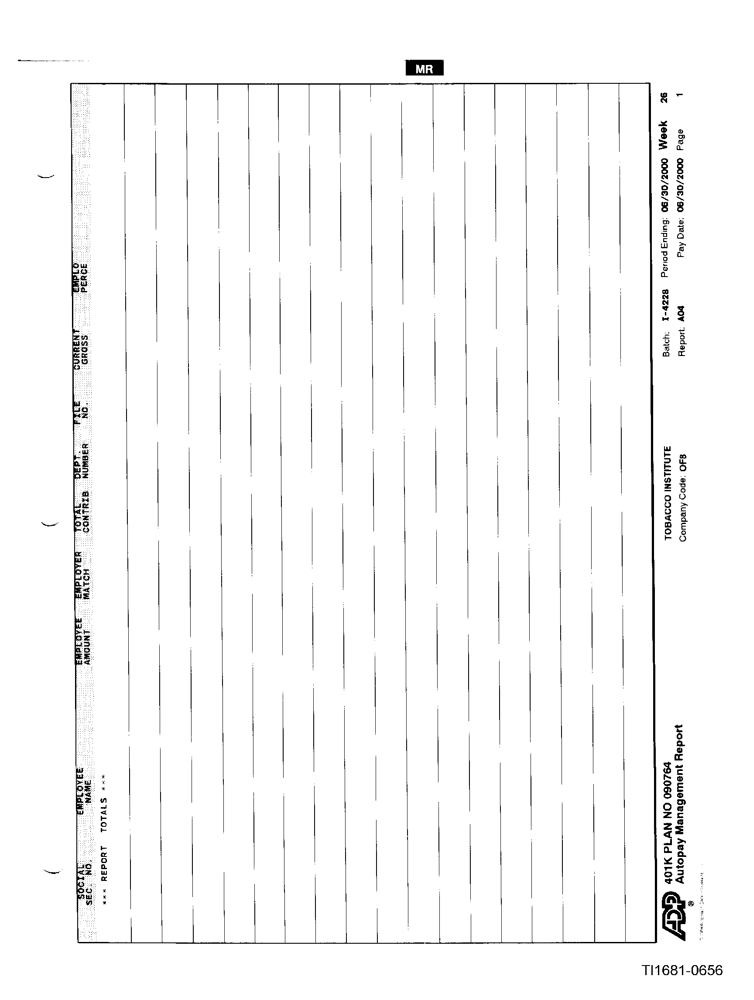 MR
SOCIAL SEC. NO.
EMPLOYEE NAME
EMPLOYEE AMOUNT
EMPLOYER MATCH
TOTAL CONTRIB
DEPT. NUMBER
FILE NO.
CURRENT GROSS
EMPLO PERCE
*** REPORT TOTALS ***
ADP ®
401K PLAN NO 090764
Autopay Management Report
TOBACCO INSTITUTE
Company Code: OF8
Batch: I-4228 Period Ending: 06/30/2000 Week 26
Report: A04 Pay Date: 06/30/2000 Page 1
TI1681-0656